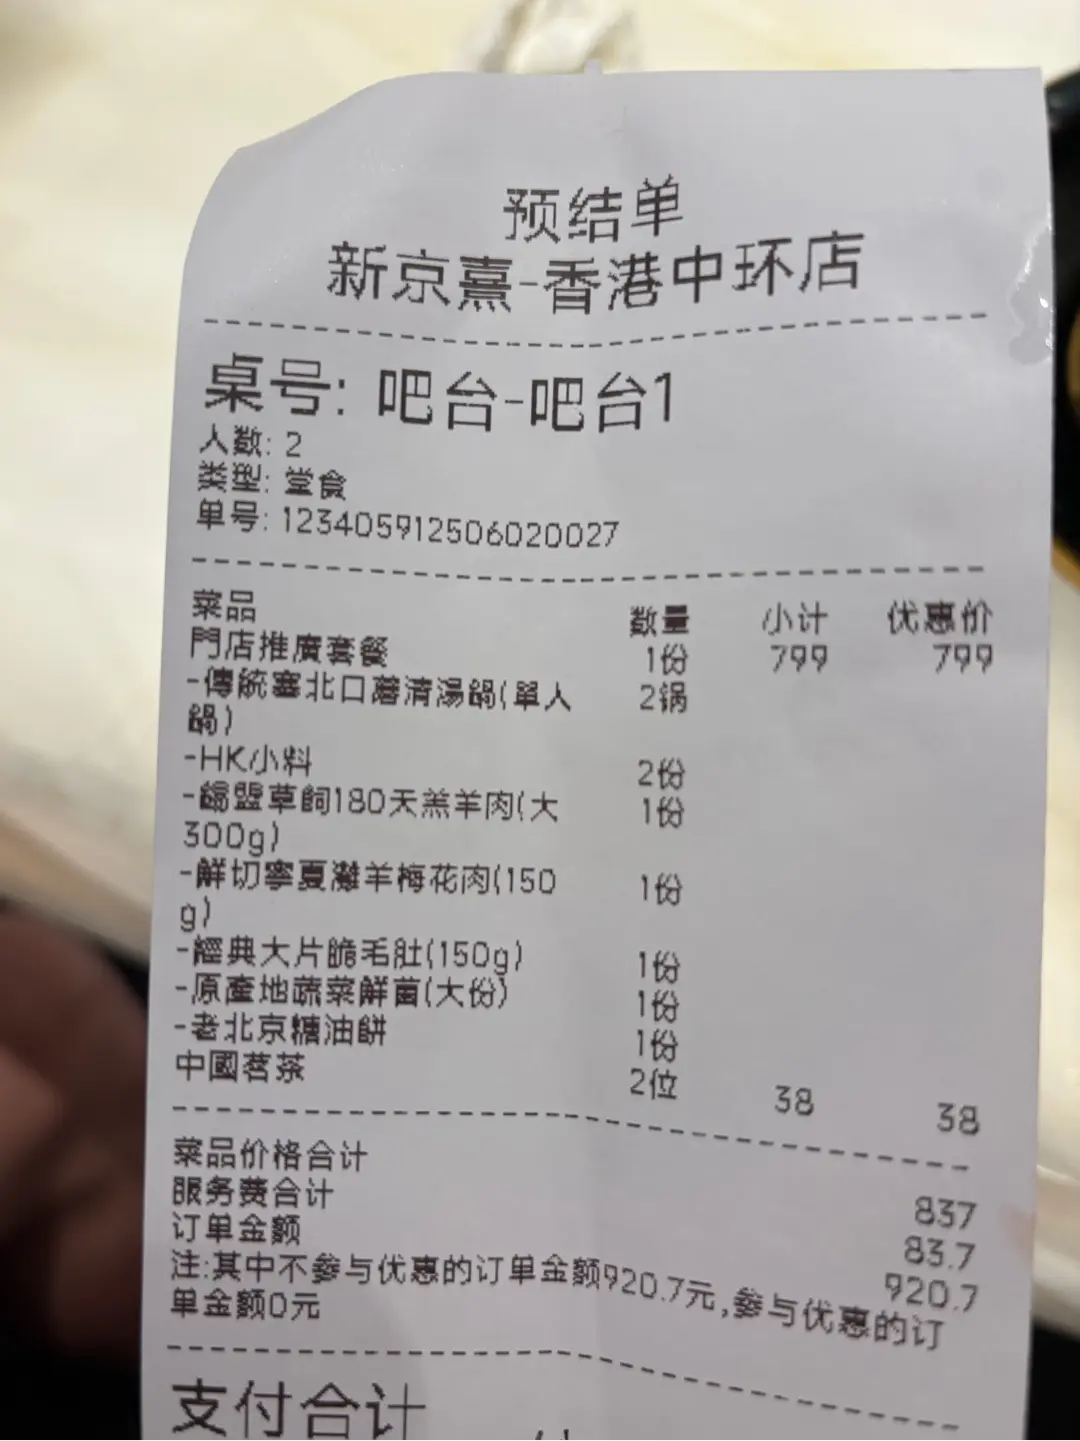 预结单
新京熹-香港中环店
桌号: 吧台-吧台1
人数: 2
类型: 堂食
单号: 123405912506020027
菜品 数量 小计 优惠价
門店推廣套餐 1份 799 799
-傳統塞北口蘑清湯鍋(單人 2锅
鍋)
-HK小料 2份
-錫盟草飼180天羔羊肉(大 1份
300g)
-鮮切寧夏灘羊梅花肉(150 1份
g)
-經典大片脆毛肚(150g) 1份
-原產地蔬菜鮮菌(大份) 1份
-老北京糖油餅 1份
中國茗茶 2位 38 38
菜品价格合计 837
服务费合计 83.7
订单金额 920.7
注:其中不参与优惠的订单金额920.7元,参与优惠的订
单金额0元
支付合计